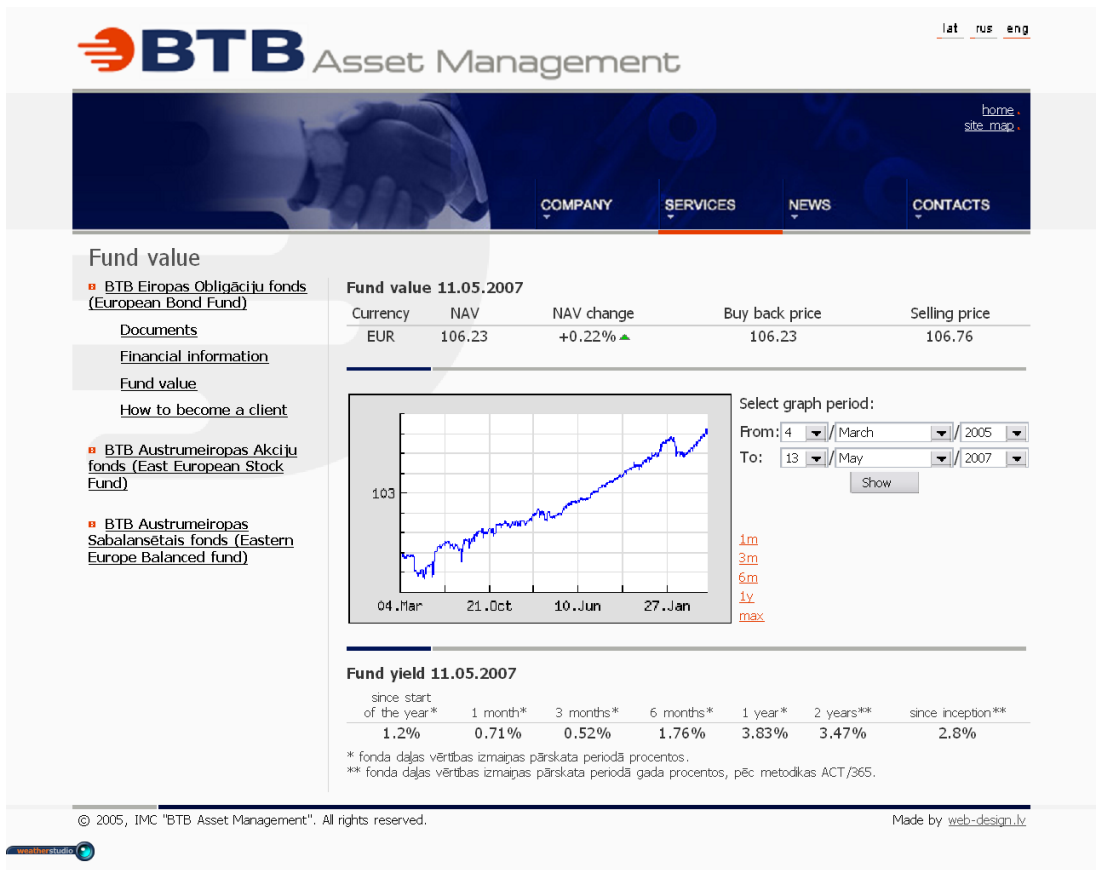 BTB Asset Management
lat rus eng
home
site map
COMPANY SERVICES NEWS CONTACTS
Fund value
BTB Eiropas Obligāciju fonds
(European Bond Fund)
Documents
Financial information
Fund value
How to become a client
BTB Austrumeiropas Akciju
fonds (East European Stock
Fund)
BTB Austrumeiropas
Sabalansētais fonds (Eastern
Europe Balanced fund)
Fund value 11.05.2007
Currency NAV NAV change Buy back price Selling price
EUR 106.23 +0.22% 106.23 106.76
103
04.Mar 21.Oct 10.Jun 27.Jan
Select graph period:
From: 4 / March / 2005
To: 13 / May / 2007
Show
1m
3m
6m
1y
max
Fund yield 11.05.2007
since start
of the year* 1 month* 3 months* 6 months* 1 year* 2 years** since inception**
1.2% 0.71% 0.52% 1.76% 3.83% 3.47% 2.8%
* fonda daļas vērtības izmaiņas pārskata periodā procentos.
** fonda daļas vērtības izmaiņas pārskata periodā gada procentos, pēc metodikas ACT/365.
© 2005, IMC "BTB Asset Management". All rights reserved.
Made by web-design.lv
weatherstudio